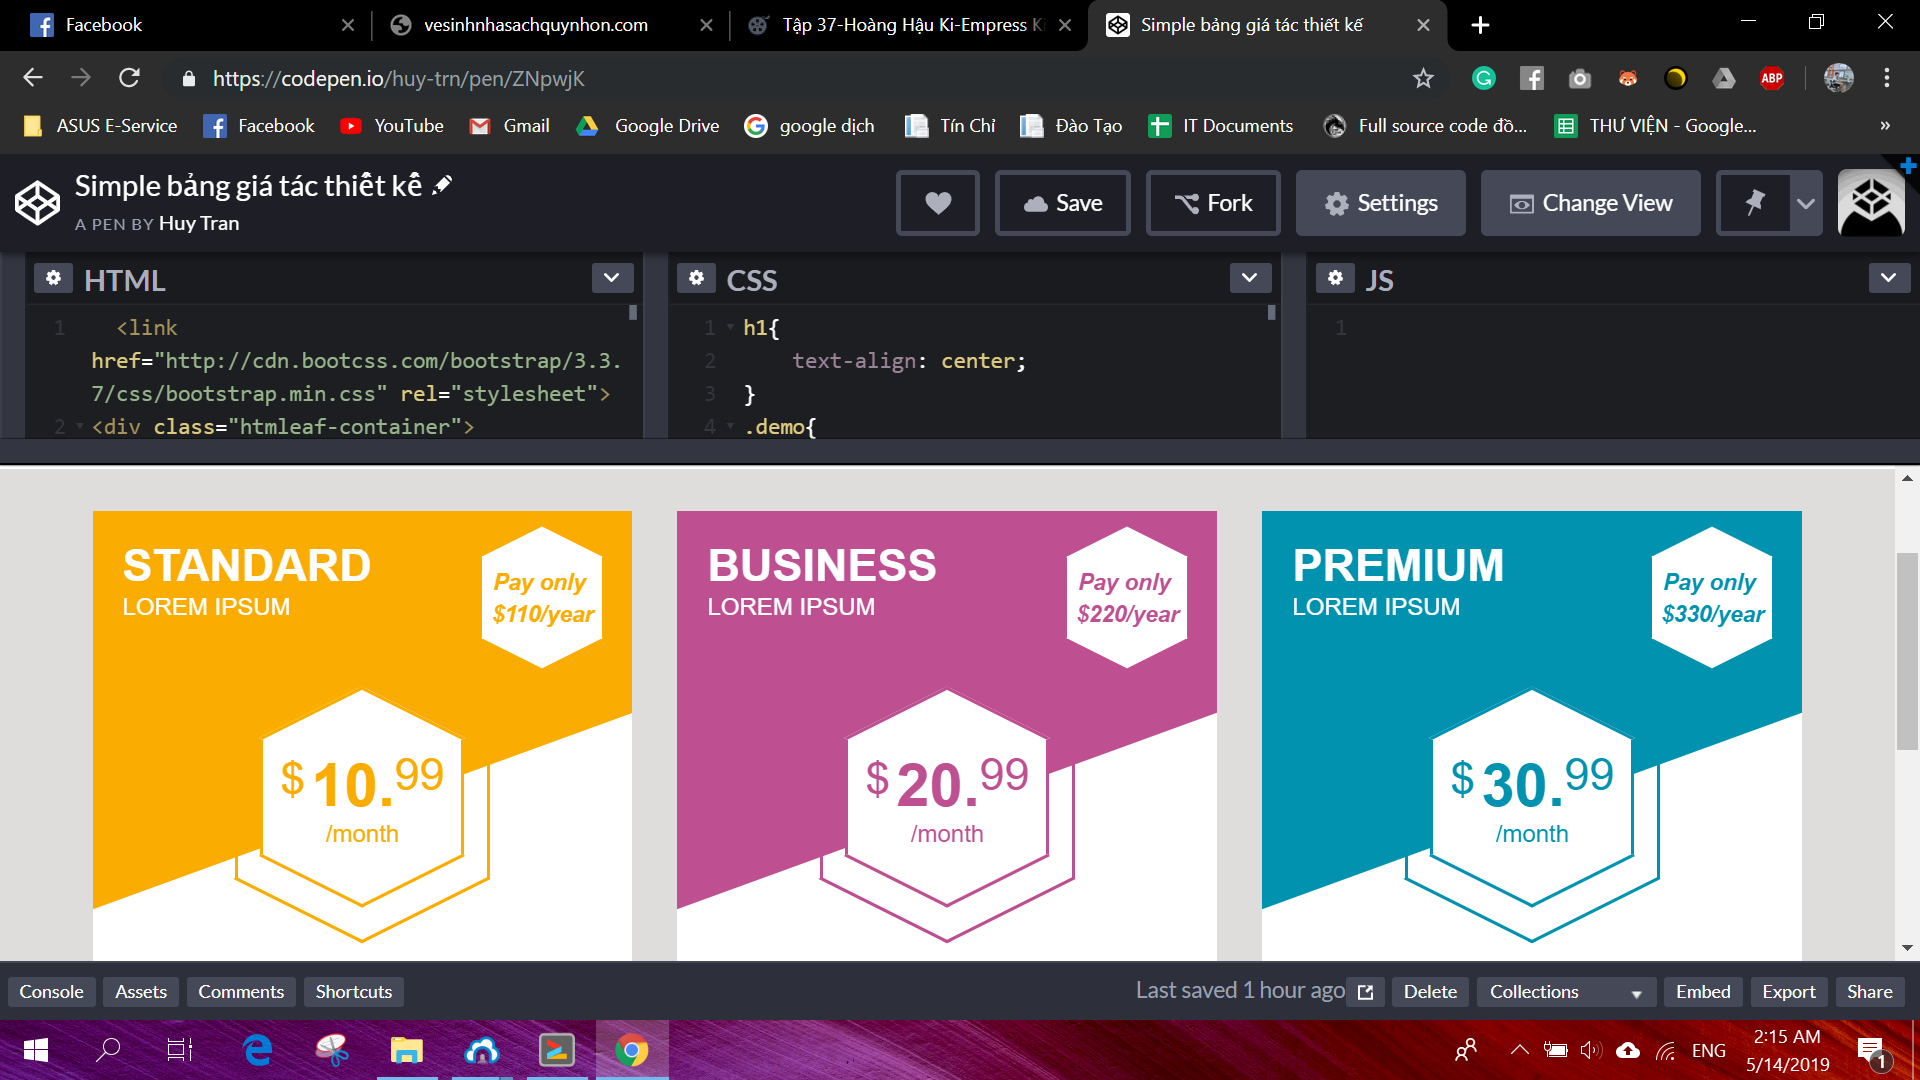 Facebook
vesinhnhasachquynhon.com
Tập 37-Hoàng Hậu Ki-Empress Ki
Simple bảng giá tác thiết kế
https://codepen.io/huy-trn/pen/ZNpwjK
ABP
ASUS E-Service
Facebook
YouTube
Gmail
Google Drive
google dịch
Tín Chỉ
Đào Tạo
IT Documents
Full source code đồ...
THƯ VIỆN - Google...
»
Simple bảng giá tác thiết kế
A PEN BY Huy Tran
Save
Fork
Settings
Change View
HTML
CSS
JS
1 <link
href="http://cdn.bootcss.com/bootstrap/3.3.
7/css/bootstrap.min.css" rel="stylesheet">
2 <div class="htmleaf-container">
1 h1{
2 text-align: center;
3 }
4 .demo{
1
STANDARD
LOREM IPSUM
Pay only
$110/year
$ 10.99
/month
BUSINESS
LOREM IPSUM
Pay only
$220/year
$ 20.99
/month
PREMIUM
LOREM IPSUM
Pay only
$330/year
$ 30.99
/month
Console
Assets
Comments
Shortcuts
Last saved 1 hour ago
Delete
Collections
Embed
Export
Share
ENG
2:15 AM
5/14/2019
1